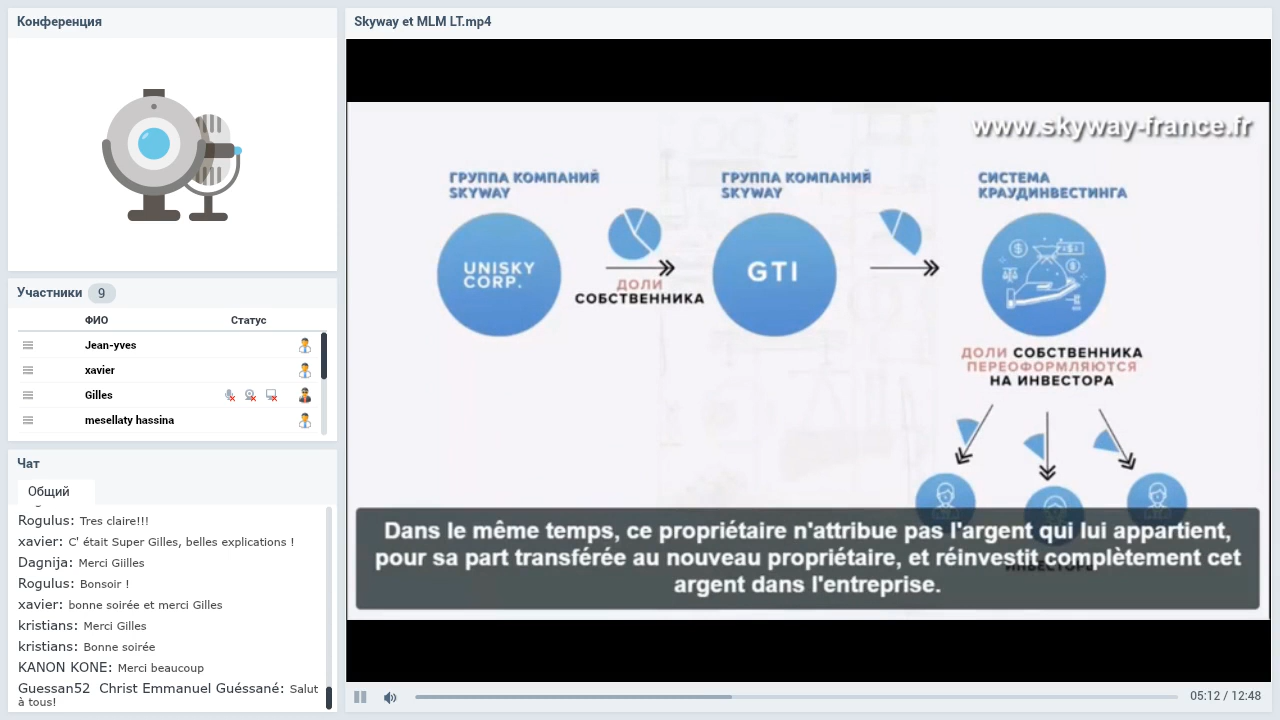 Конференция
Участники 9
ФИО Статус
Jean-yves
xavier
Gilles
mesellaty hassina
Чат
Общий
Rogulus: Tres claire!!!
xavier: C' était Super Gilles, belles explications !
Dagnija: Merci Giilles
Rogulus: Bonsoir !
xavier: bonne soirée et merci Gilles
kristians: Merci Gilles
kristians: Bonne soirée
KANON KONE: Merci beaucoup
Guessan52 Christ Emmanuel Guéssané: Salut
à tous!
Skyway et MLM LT.mp4
www.skyway-france.fr
ГРУППА КОМПАНИЙ
SKYWAY
ГРУППА КОМПАНИЙ
SKYWAY
СИСТЕМА
КРАУДИНВЕСТИНГА
UNISKY
CORP.
ДОЛИ
СОБСТВЕННИКА
GTI
ДОЛИ СОБСТВЕННИКА
ПЕРЕОФОРМЛЯЮТСЯ
НА ИНВЕСТОРА
Dans le même temps, ce propriétaire n'attribue pas l'argent qui lui appartient,
pour sa part transférée au nouveau propriétaire, et réinvestit complètement cet
argent dans l'entreprise.
05:12 / 12:48